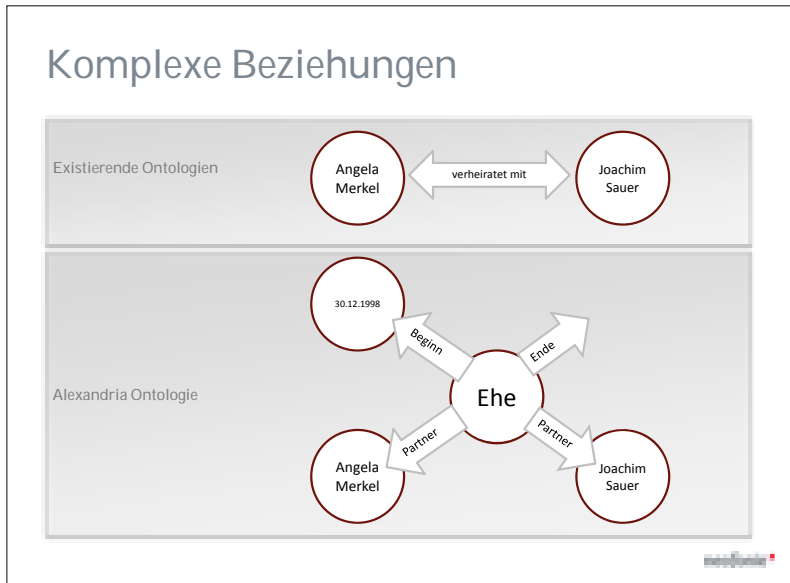 Komplexe Beziehungen
Existierende Ontologien
Angela
Merkel
verheiratet mit
Joachim
Sauer
30.12.1998
Beginn
Ende
Alexandria Ontologie
Ehe
Partner
Partner
Angela
Merkel
Joachim
Sauer